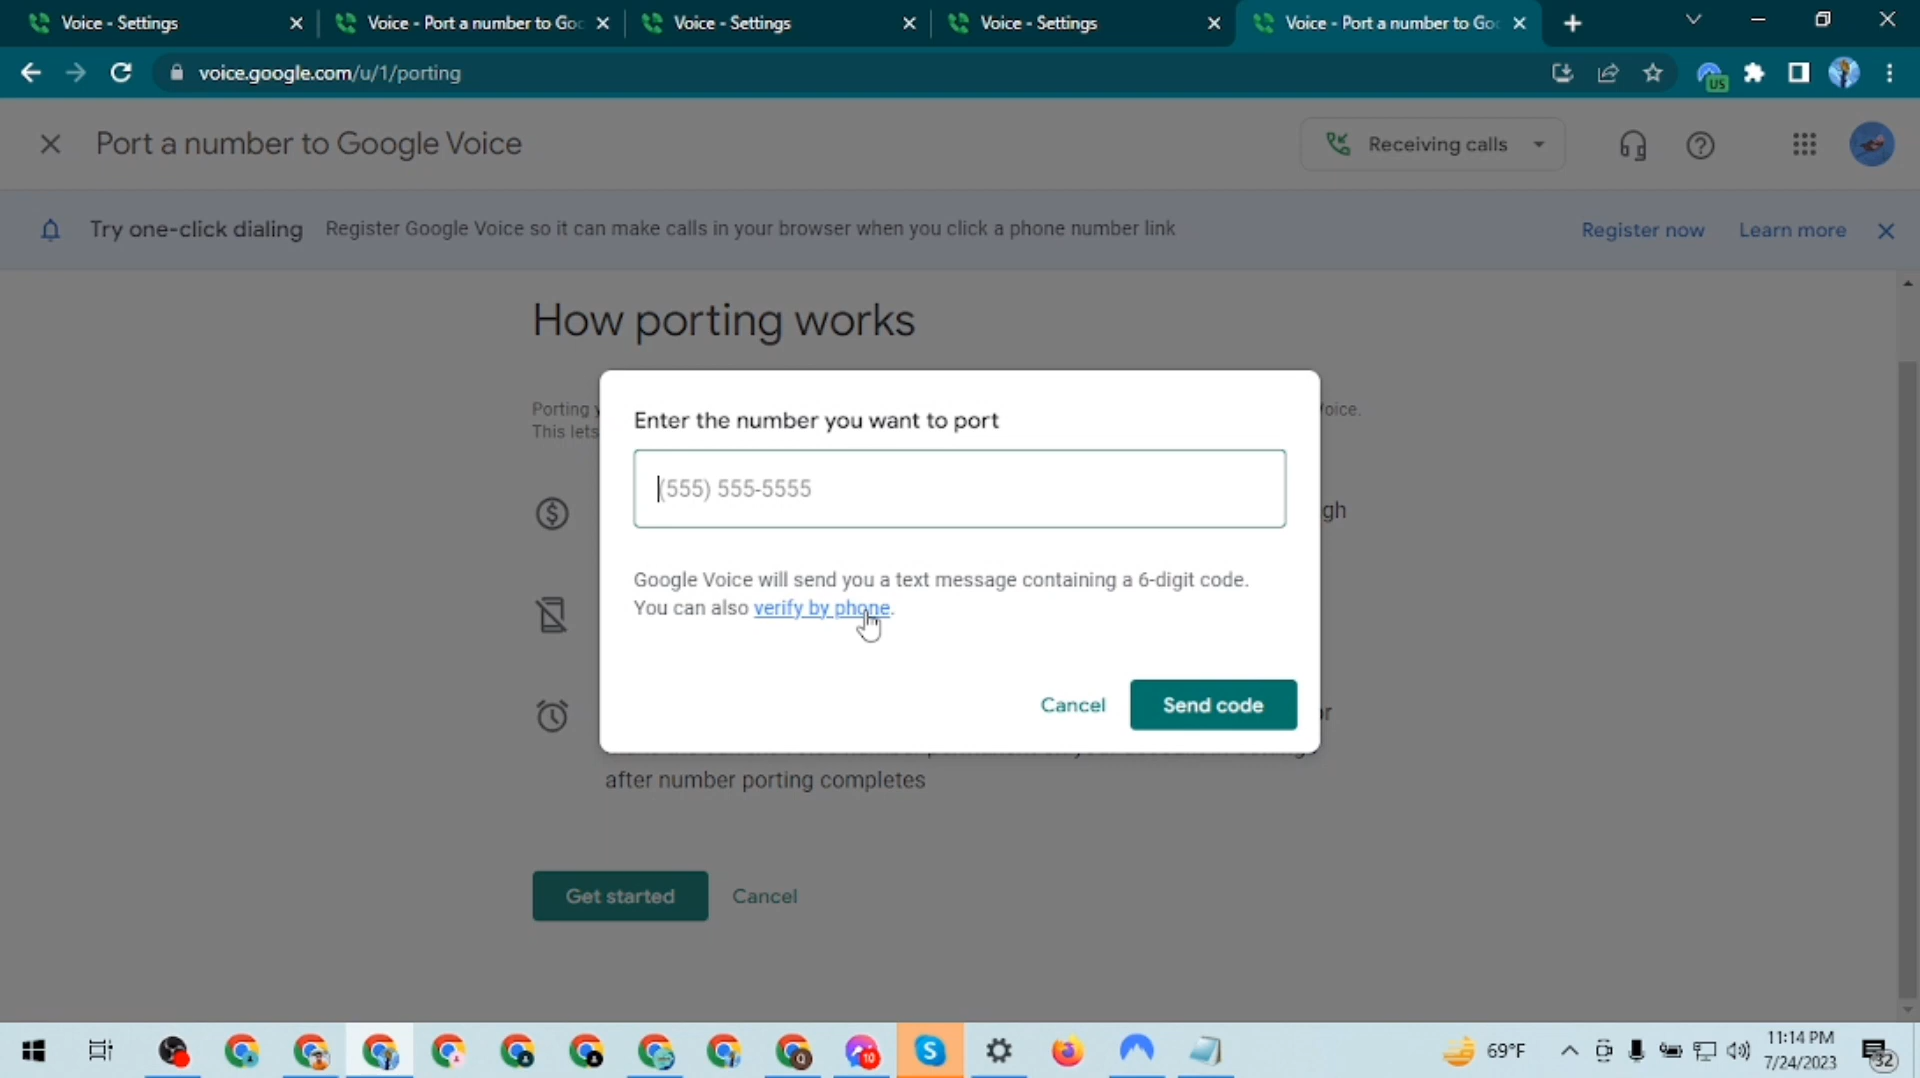 Voice - Settings
Voice - Port a number to Goo
Voice - Settings
Voice - Settings
Voice - Port a number to Goo
voice.google.com/u/1/porting
US
Port a number to Google Voice
Receiving calls
Try one-click dialing
Register Google Voice so it can make calls in your browser when you click a phone number link
Register now
Learn more
How porting works
Porting
This lets
oice.
gh
Enter the number you want to port
(555) 555-5555
Google Voice will send you a text message containing a 6-digit code.
You can also verify by phone.
Cancel
Send code
after number porting completes
Get started
Cancel
10
69°F
11:14 PM
7/24/2023
32